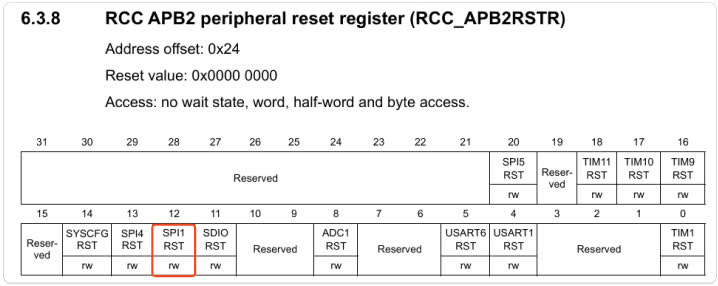 6.3.8 RCC APB2 peripheral reset register (RCC_APB2RSTR)
Address offset: 0x24
Reset value: 0x0000 0000
Access: no wait state, word, half-word and byte access.
31 30 29 28 27 26 25 24 23 22 21 20 19 18 17 16
Reserved
SPI5
RST
rw
Reser-
ved
TIM11
RST
rw
TIM10
RST
rw
TIM9
RST
rw
15 14 13 12 11 10 9 8 7 6 5 4 3 2 1 0
Reser-
ved
SYSCFG
RST
rw
SPI4
RST
rw
SPI1
RST
rw
SDIO
RST
rw
Reserved
ADC1
RST
rw
Reserved
USART6
RST
rw
USART1
RST
rw
Reserved
TIM1
RST
rw